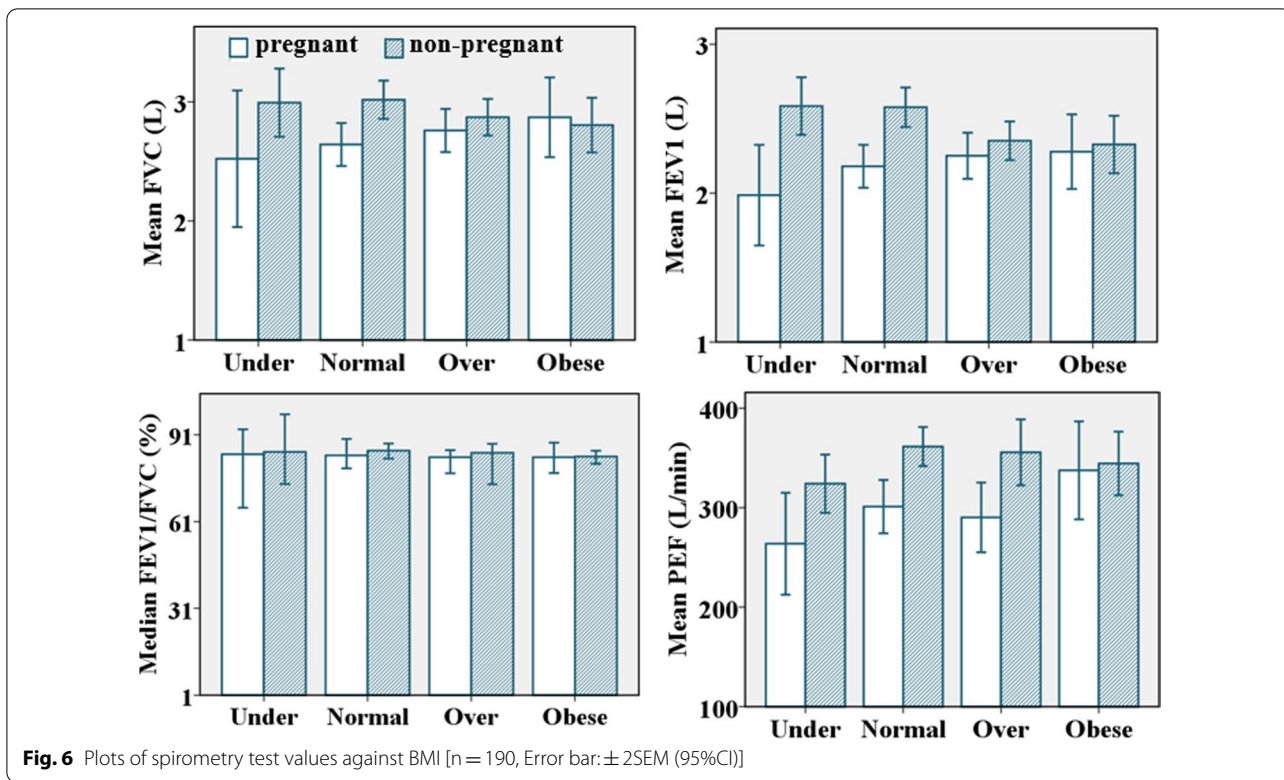 pregnant non-pregnant
Mean FVC (L)
3
2
1
Under Normal Over Obese
Mean FEV1 (L)
3
2
1
Under Normal Over Obese
Median FEV1/FVC (%)
91
61
31
1
Under Normal Over Obese
Mean PEF (L/min)
400
300
200
100
Under Normal Over Obese
Fig. 6 Plots of spirometry test values against BMI [n = 190, Error bar: ± 2SEM (95%CI)]